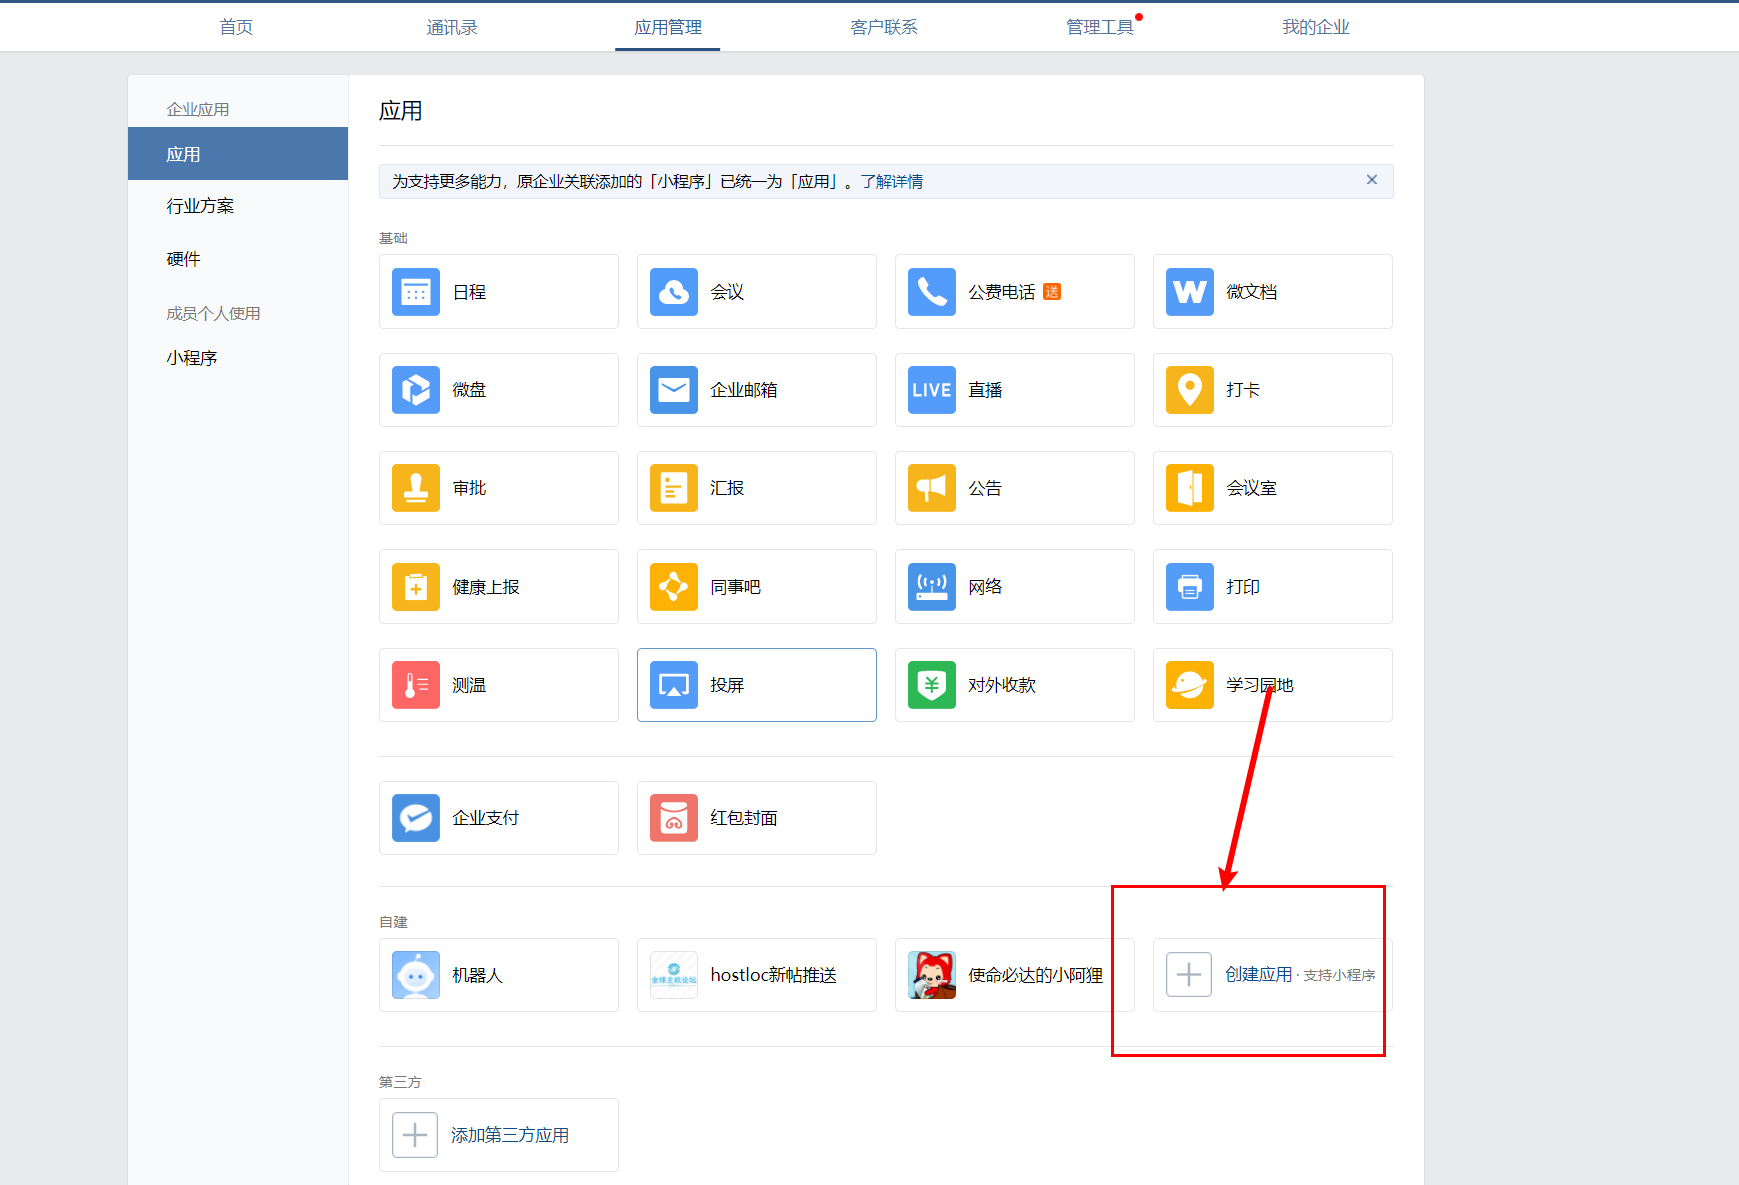 首页 通讯录 应用管理 客户联系 管理工具 我的企业
企业应用
应用
行业方案
硬件
成员个人使用
小程序
应用
为支持更多能力，原企业关联添加的「小程序」已统一为「应用」。了解详情
基础
日程 会议 公费电话 送 W 微文档
微盘 企业邮箱 LIVE 直播 打卡
审批 汇报 公告 会议室
健康上报 同事吧 网络 打印
测温 投屏 对外收款 学习园地
企业支付 红包封面
自建
机器人 全球主机论坛 hostloc新帖推送 使命必达的小阿狸 创建应用 · 支持小程序
第三方
添加第三方应用